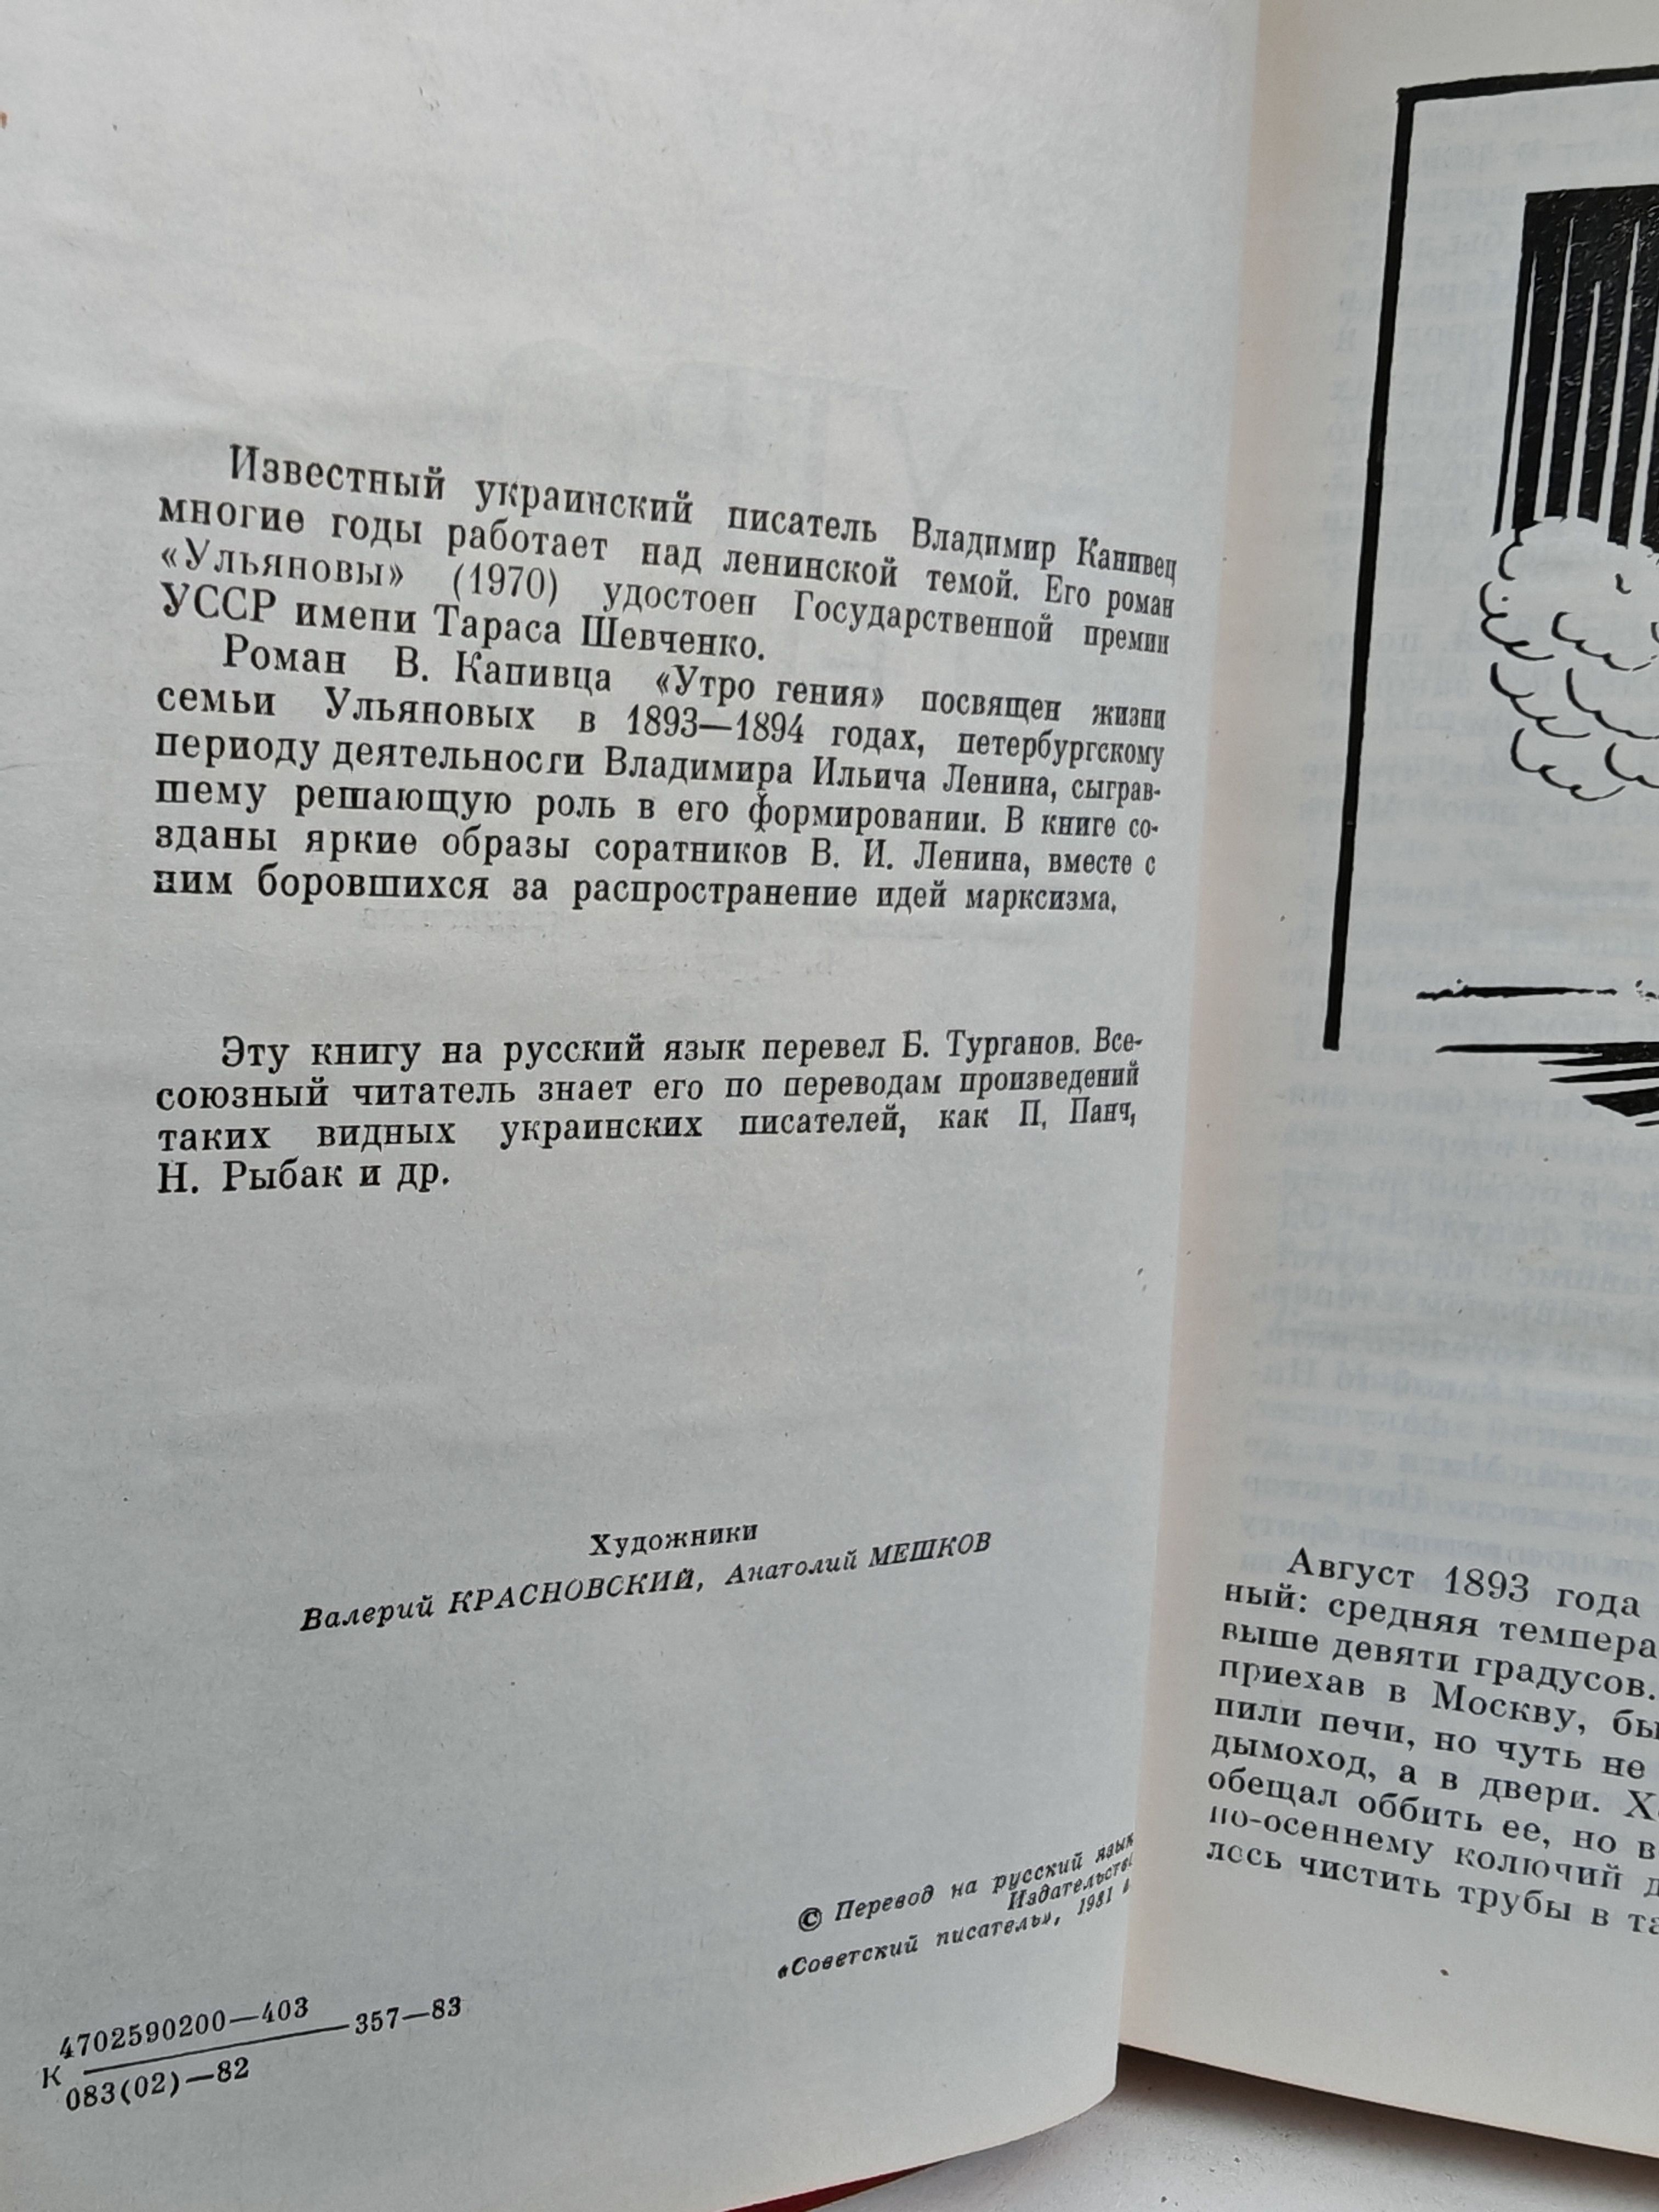 Известный украинский писатель Владимир Канивец
многие годы работает над ленинской темой. Его роман
«Ульяновы» (1970) удостоен Государственной премии
УССР имени Тараса Шевченко.
Роман В. Канивца «Утро гения» посвящен жизни
семьи Ульяновых в 1893—1894 годах, петербургскому
периоду деятельности Владимира Ильича Ленина, сыграв-
шему решающую роль в его формировании. В книге со-
зданы яркие образы соратников В. И. Ленина, вместе с
ним боровшихся за распространение идей марксизма.
Эту книгу на русский язык перевел Б. Турганов. Все-
союзный читатель знает его по переводам произведений
таких видных украинских писателей, как П. Панч,
Н. Рыбак и др.
Художники
Валерий КРАСНОВСКИЙ, Анатолий МЕШКОВ
© Перевод на русский язык
Издательств
«Советский писатель», 1981
4702590200—403
К 357—83
083(02)—82
Август 1893 года
ный: средняя темпера
выше девяти градусов.
приехав в Москву, бы
пили печи, но чуть не
дымоход, а в двери. Х
обещал оббить ее, но в
по-осеннему колючий д
лось чистить трубы в та